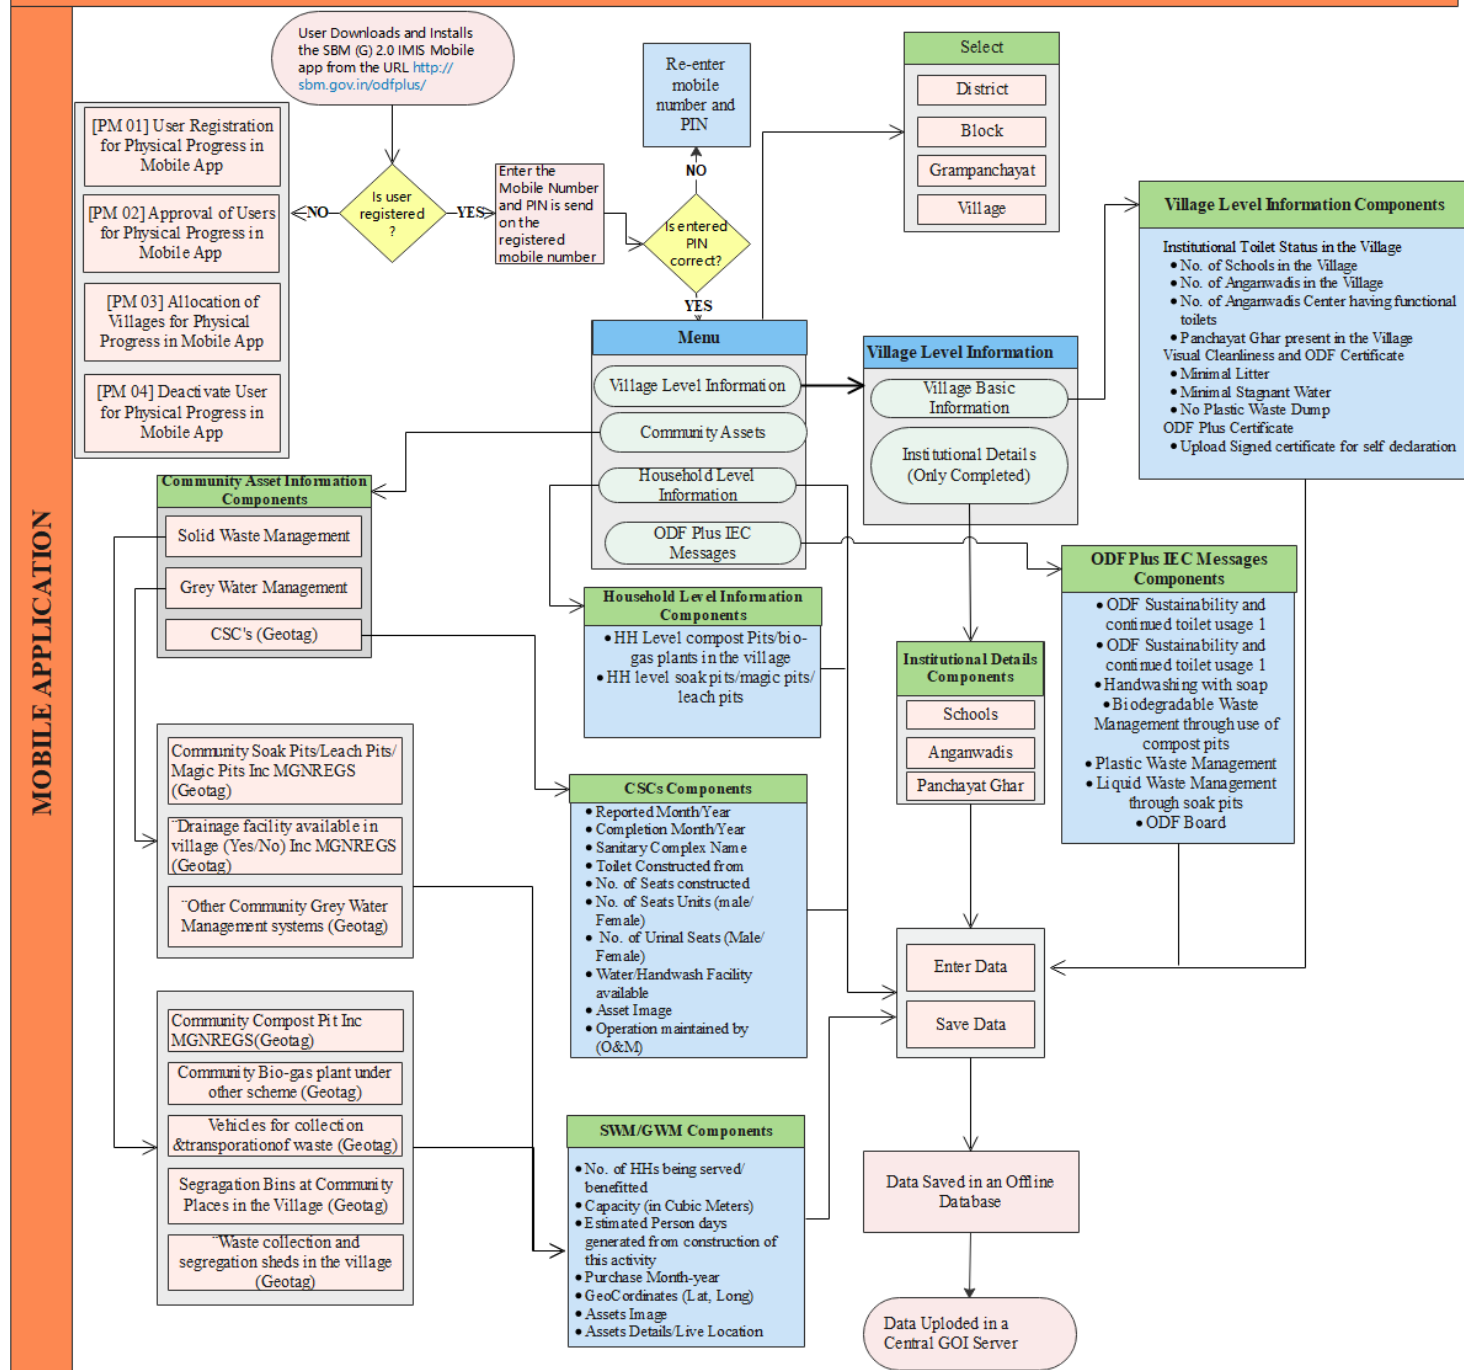 MOBILE APPLICATION
User Downloads and Installs
the SBM (G) 2.0 IMIS Mobile
app from the URL http://
sbm.gov.in/odfplus/
[PM 01] User Registration
for Physical Progress in
Mobile App
[PM 02] Approval of Users
for Physical Progress in
Mobile App
[PM 03] Allocation of
Villages for Physical
Progress in Mobile App
[PM 04] Deactivate User
for Physical Progress in
Mobile App
NO
Is user
registered
?
YES
Enter the
Mobile Number
and PIN is send
on the
registered
mobile number
Re-enter
mobile
number and
PIN
NO
Is entered
PIN
correct?
YES
Select
District
Block
Grampanchayat
Village
Menu
Village Level Information
Community Assets
Household Level
Information
ODF Plus IEC
Messages
Village Level Information
Village Basic
Information
Institutional Details
(Only Completed)
Village Level Information Components
Institutional Toilet Status in the Village
• No. of Schools in the Village
• No. of Anganwadis in the Village
• No. of Anganwadis Center having functional
toilets
• Panchayat Ghar present in the Village
Visual Cleanliness and ODF Certificate
• Minimal Litter
• Minimal Stagnant Water
• No Plastic Waste Dump
ODF Plus Certificate
• Upload Signed certificate for self declaration
Community Asset Information
Components
Solid Waste Management
Grey Water Management
CSC's (Geotag)
Household Level Information
Components
• HH Level compost Pits/bio-
gas plants in the village
• HH level soak pits/magic pits/
leach pits
Institutional Details
Components
Schools
Anganwadis
Panchayat Ghar
ODF Plus IEC Messages
Components
• ODF Sustainability and
continued toilet usage 1
• ODF Sustainability and
continued toilet usage 1
• Handwashing with soap
• Biodegradable Waste
Management through use of
compost pits
• Plastic Waste Management
• Liquid Waste Management
through soak pits
• ODF Board
Community Soak Pits/Leach Pits/
Magic Pits Inc MGNREGS
(Geotag)
¨Drainage facility available in
village (Yes/No) Inc MGNREGS
(Geotag)
¨Other Community Grey Water
Management systems (Geotag)
CSCs Components
• Reported Month/Year
• Completion Month/Year
• Sanitary Complex Name
• Toilet Constructed from
• No. of Seats constructed
• No. of Seats Units (male/
Female)
• No. of Urinal Seats (Male/
Female)
• Water/Handwash Facility
available
• Asset Image
• Operation maintained by
(O&M)
Enter Data
Save Data
Community Compost Pit Inc
MGNREGS(Geotag)
Community Bio-gas plant under
other scheme (Geotag)
Vehicles for collection
&transporationof waste (Geotag)
Segragation Bins at Community
Places in the Village (Geotag)
¨Waste collection and
segregation sheds in the village
(Geotag)
SWM/GWM Components
• No. of HHs being served/
benefitted
• Capacity (in Cubic Meters)
• Estimated Person days
generated from construction of
this activity
• Purchase Month-year
• GeoCordinates (Lat, Long)
• Assets Image
• Assets Details/Live Location
Data Saved in an Offline
Database
Data Uploded in a
Central GOI Server